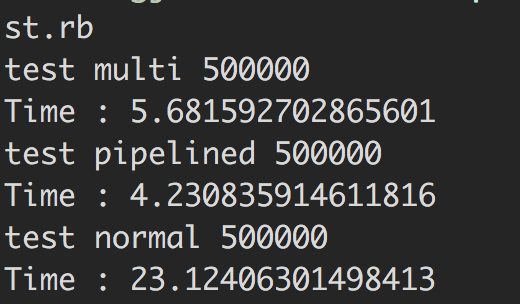 st.rb
test multi 500000
Time : 5.681592702865601
test pipelined 500000
Time : 4.230835914611816
test normal 500000
Time : 23.12406301498413